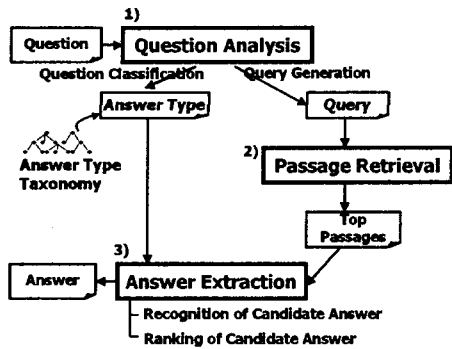 1)
Question
Question Analysis
Question Classification
Query Generation
Answer Type
Query
Answer Type
Taxonomy
2)
Passage Retrieval
Top
Passages
3)
Answer
Answer Extraction
Recognition of Candidate Answer
Ranking of Candidate Answer